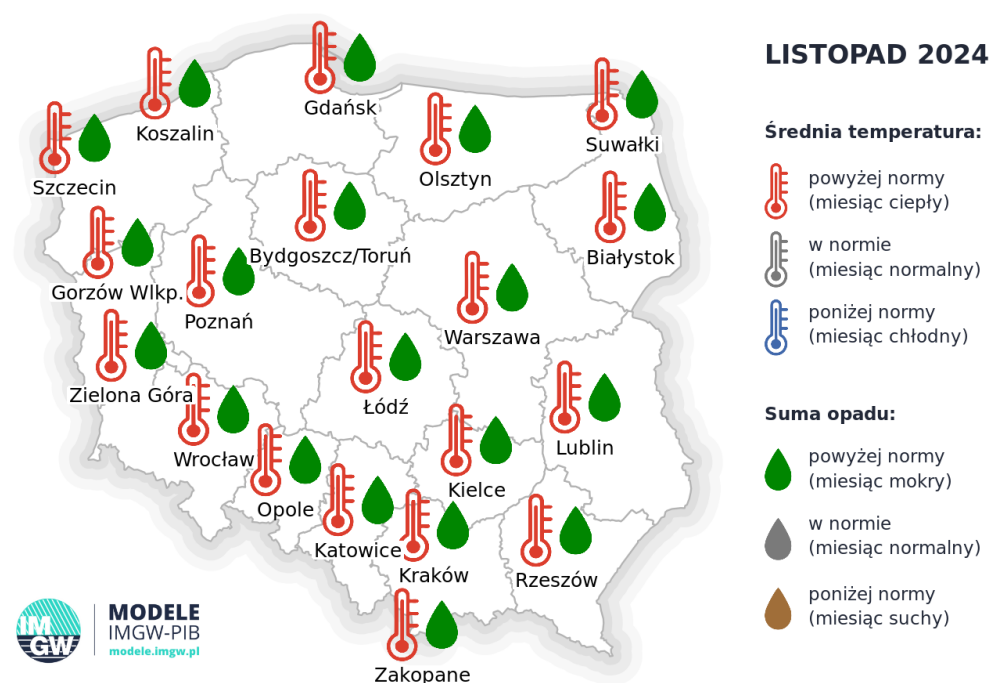 LISTOPAD 2024
Gdańsk
Koszalin
Suwałki
Szczecin
Olsztyn
Bydgoszcz/Toruń
Białystok
Gorzów Wlkp.
Poznań
Warszawa
Zielona Góra
Łódź
Wrocław
Lublin
Kielce
Opole
Katowice
Kraków
Rzeszów
Zakopane
Średnia temperatura:
powyżej normy
(miesiąc ciepły)
w normie
(miesiąc normalny)
poniżej normy
(miesiąc chłodny)
Suma opadu:
powyżej normy
(miesiąc mokry)
w normie
(miesiąc normalny)
poniżej normy
(miesiąc suchy)
IM
GW
MODELE
IMGW-PIB
modele.imgw.pl